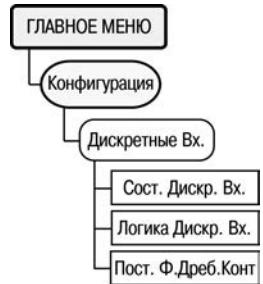 ГЛАВНОЕ МЕНЮ
Конфигурация
Дискретные Вх.
Сост. Дискр. Вх.
Логика Дискр. Вх.
Пост. Ф.Дреб.Конт